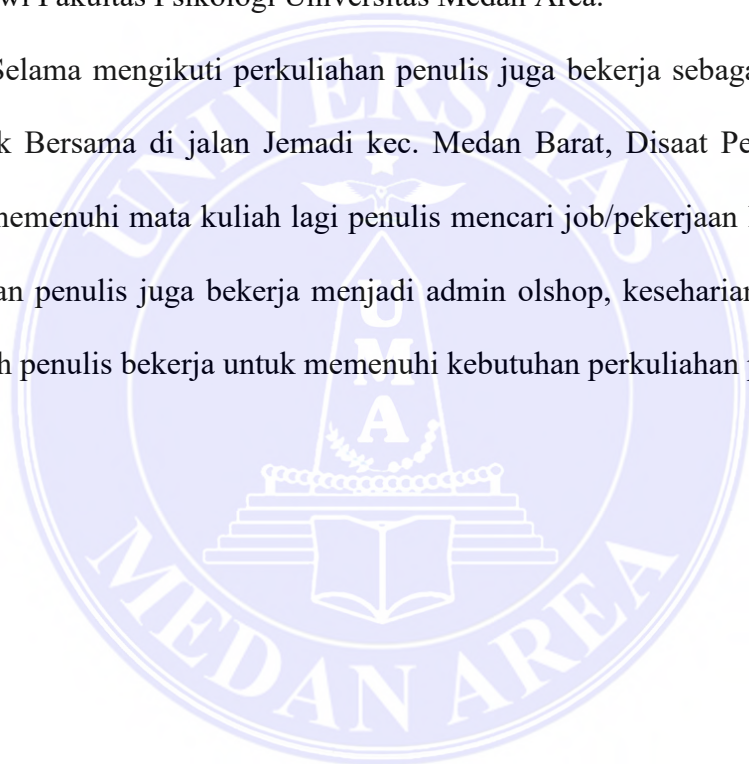 wi Fakultas Psikologi Universitas Medan Area.
Selama mengikuti perkuliahan penulis juga bekerja sebaga
k Bersama di jalan Jemadi kec. Medan Barat, Disaat Pe
memenuhi mata kuliah lagi penulis mencari job/pekerjaan
an penulis juga bekerja menjadi admin olshop, keseharian
h penulis bekerja untuk memenuhi kebutuhan perkuliahan
UNIVERSITAS
UMA
MEDAN AREA